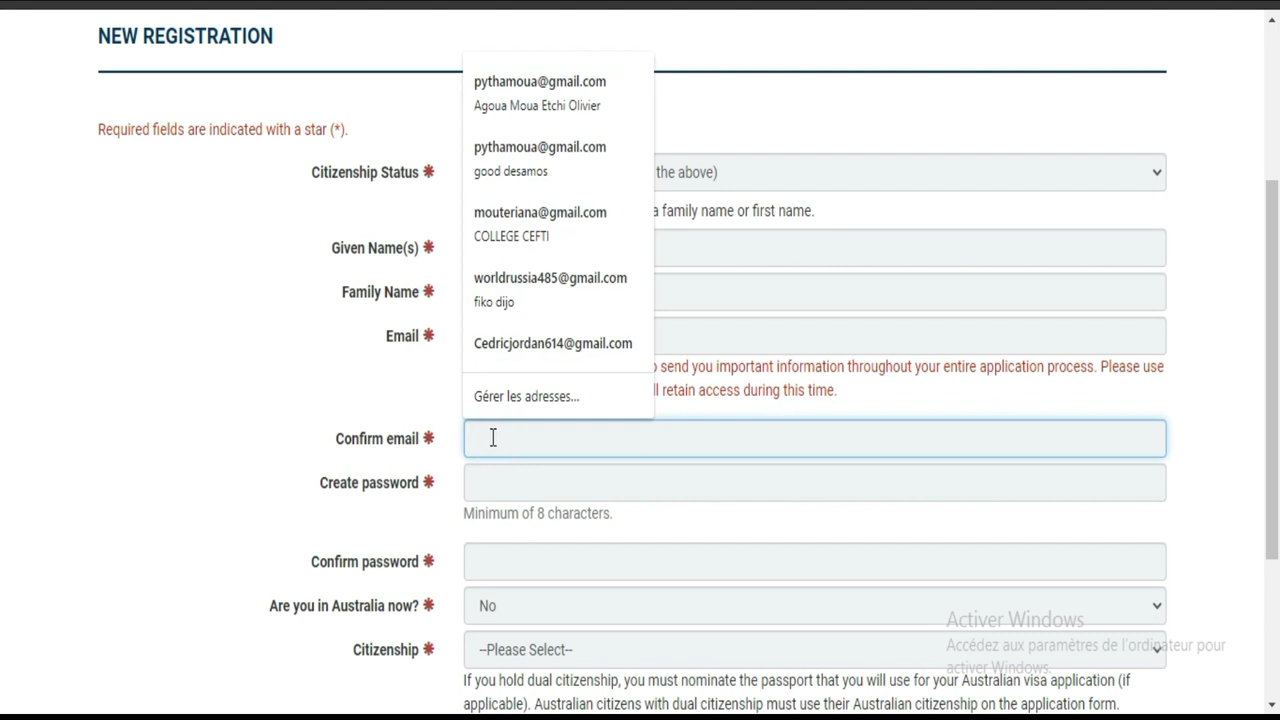 NEW REGISTRATION
pythamoua@gmail.com
Agoua Moua Etchi Olivier
pythamoua@gmail.com
good desamos
mouteriana@gmail.com
COLLEGE CEFTI
worldrussia485@gmail.com
fiko dijo
Cedricjordan614@gmail.com
Gérer les adresses...
Required fields are indicated with a star (*).
Citizenship Status * the above)
a family name or first name.
Given Name(s) *
Family Name *
Email *
send you important information throughout your entire application process. Please use
retain access during this time.
Confirm email *
Create password *
Minimum of 8 characters.
Confirm password *
Are you in Australia now? * No
Citizenship * --Please Select--
If you hold dual citizenship, you must nominate the passport that you will use for your Australian visa application (if
applicable). Australian citizens with dual citizenship must use their Australian citizenship on the application form.
Activer Windows
Accédez aux paramètres de l'ordinateur pour
activer Windows.